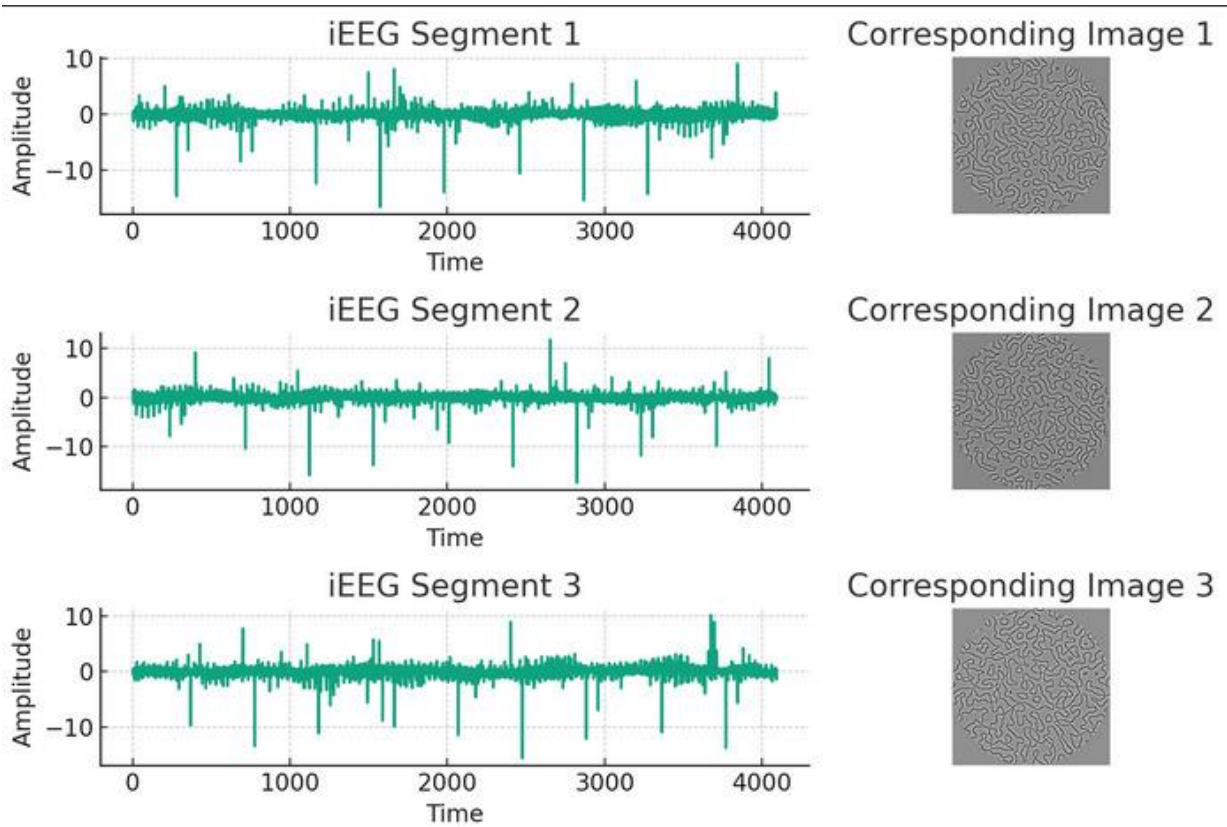 iEEG Segment 1
Corresponding Image 1
Amplitude
10
0
−10
0 1000 2000 3000 4000
Time
iEEG Segment 2
Corresponding Image 2
Amplitude
10
0
−10
0 1000 2000 3000 4000
Time
iEEG Segment 3
Corresponding Image 3
Amplitude
10
0
−10
0 1000 2000 3000 4000
Time